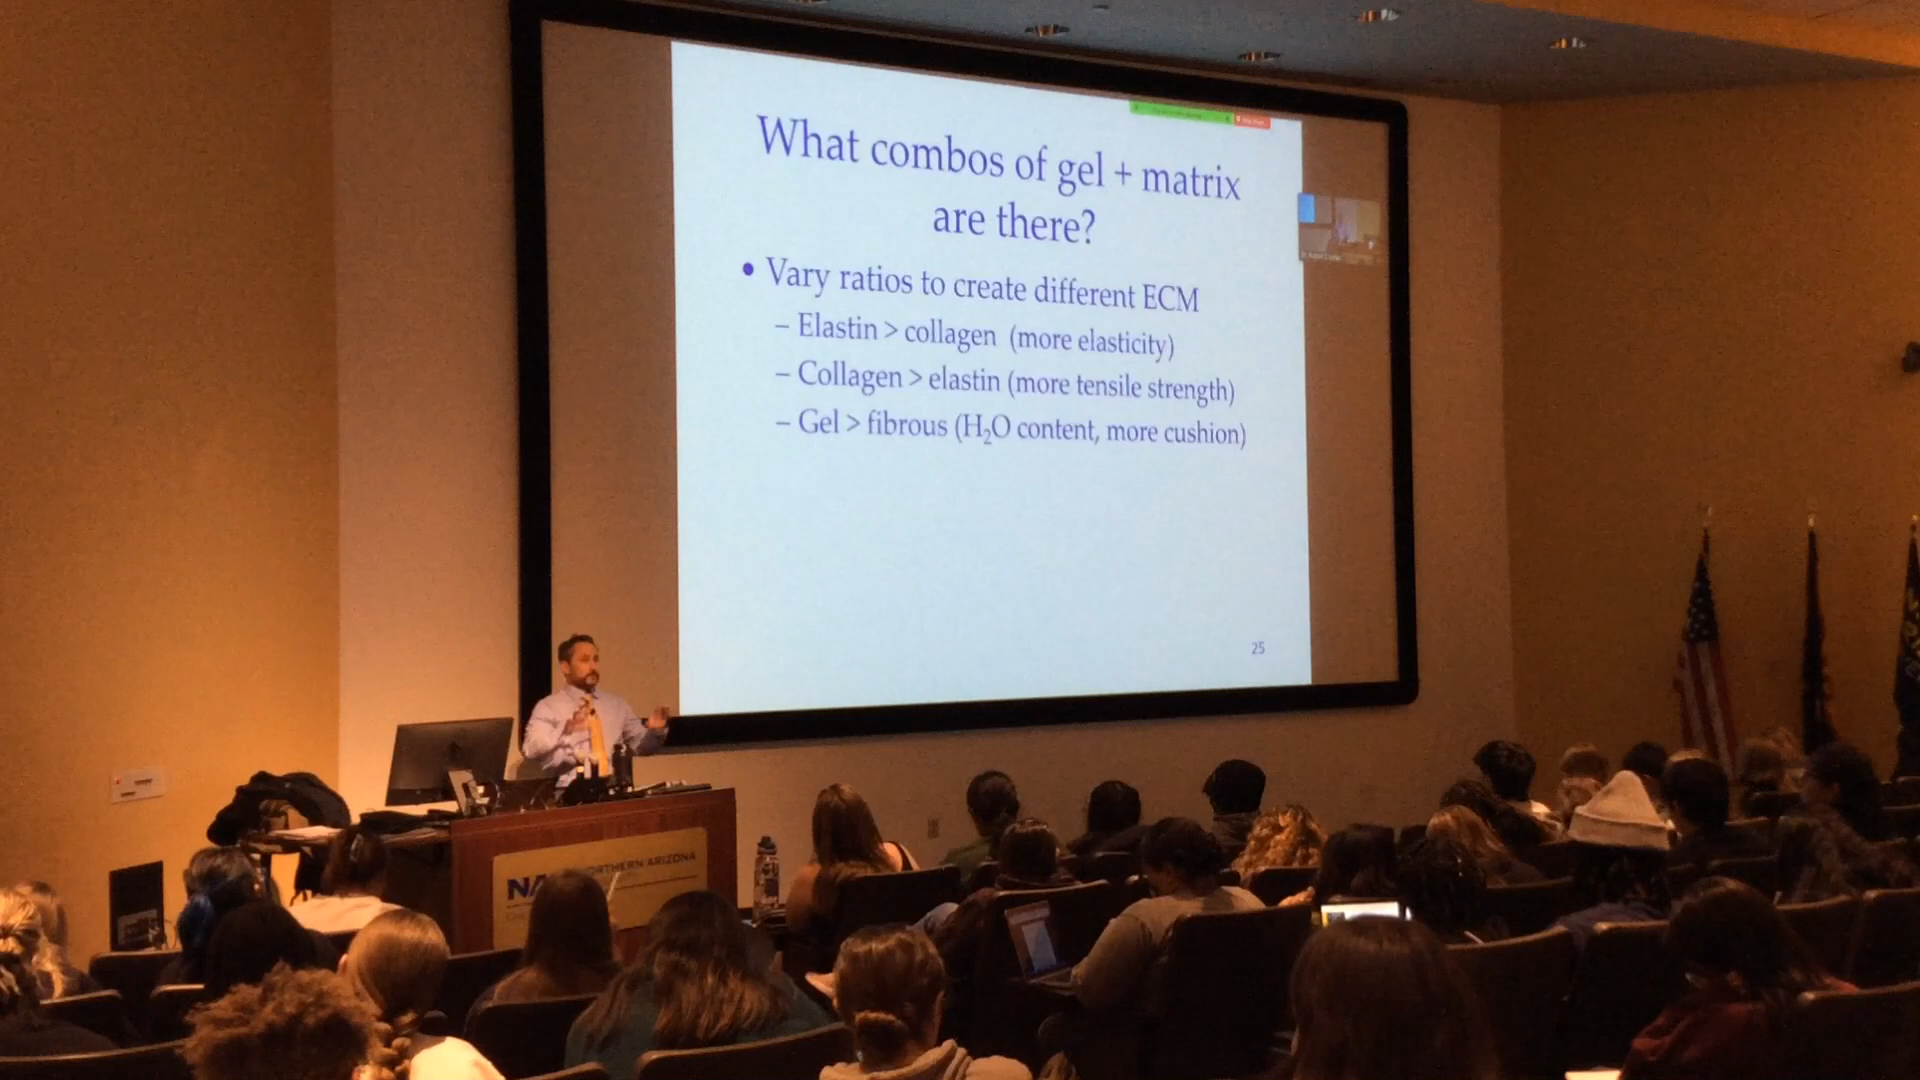 What combos of gel + matrix
are there?
• Vary ratios to create different ECM
– Elastin > collagen (more elasticity)
– Collagen > elastin (more tensile strength)
– Gel > fibrous (H₂O content, more cushion)
25
NORTHERN ARIZONA
NA